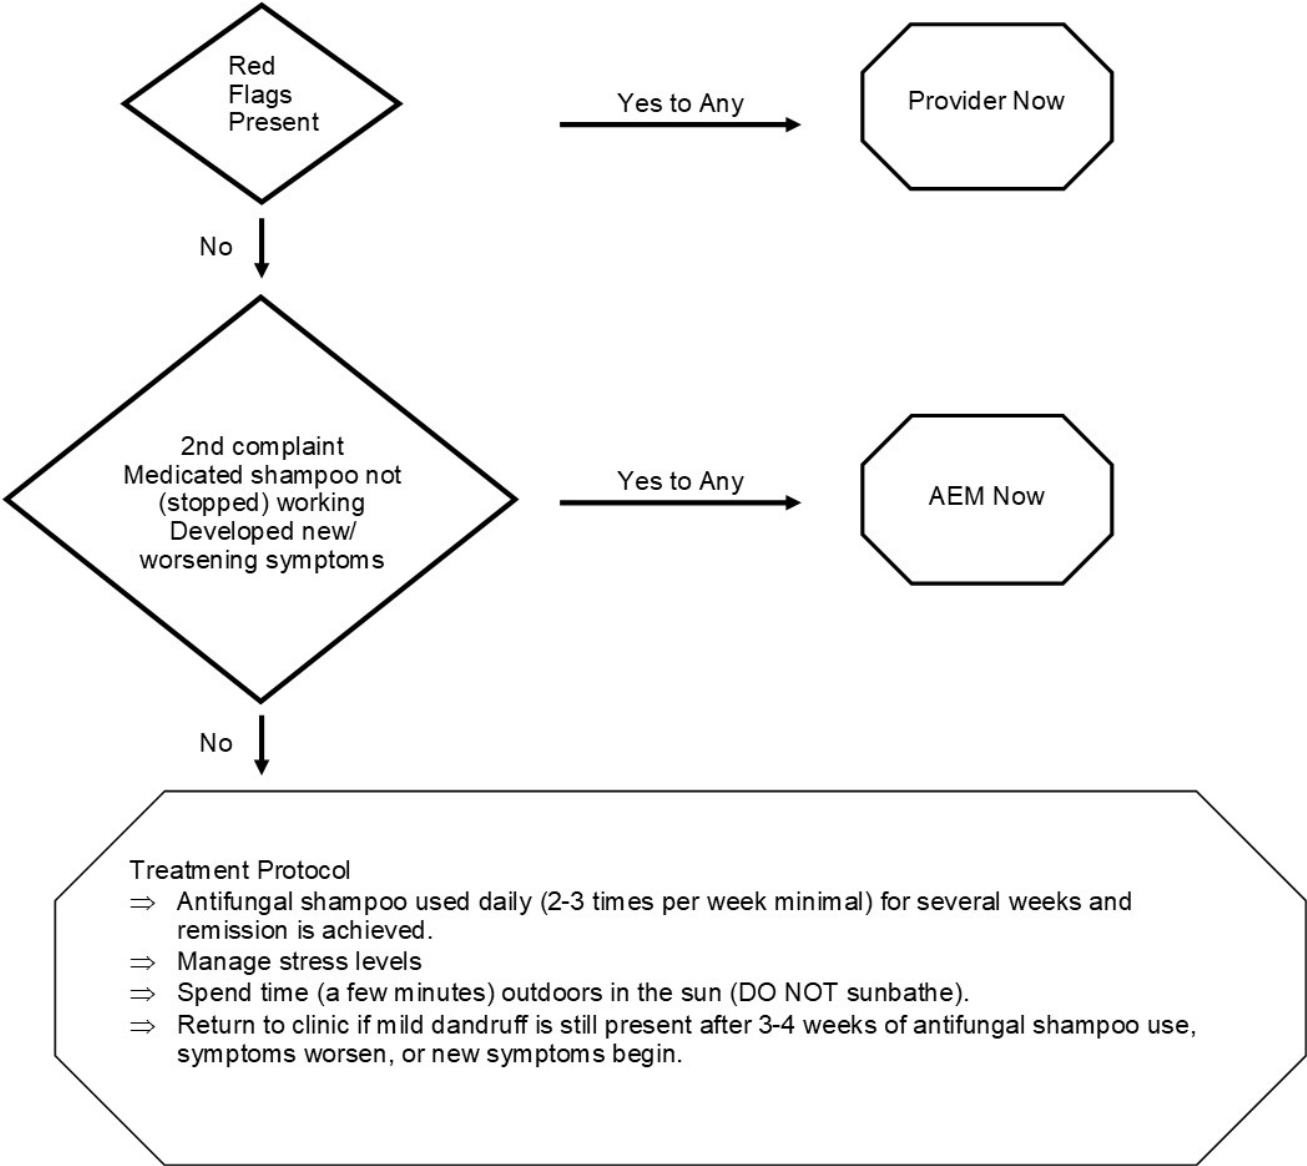 Red
Flags
Present
Yes to Any
Provider Now
No
2nd complaint
Medicated shampoo not
(stopped) working
Developed new/
worsening symptoms
Yes to Any
AEM Now
No
Treatment Protocol
⇒ Antifungal shampoo used daily (2-3 times per week minimal) for several weeks and
remission is achieved.
⇒ Manage stress levels
⇒ Spend time (a few minutes) outdoors in the sun (DO NOT sunbathe).
⇒ Return to clinic if mild dandruff is still present after 3-4 weeks of antifungal shampoo use,
symptoms worsen, or new symptoms begin.